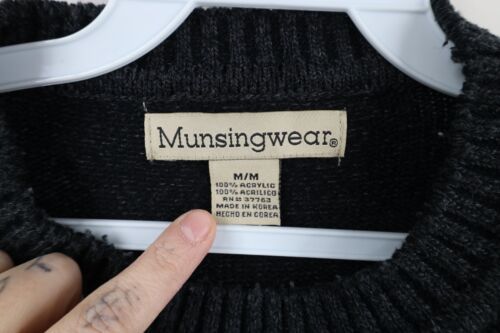 Munsingwear®
M/M
100% ACRYLIC
100% ACRILICO
RN# 37763
MADE IN KOREA
HECHO EN COREA